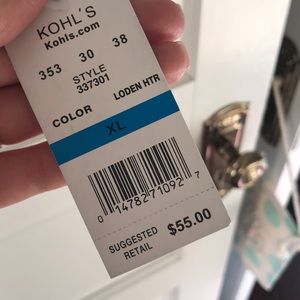 KOHL'S
Kohls.com
353 30 38
STYLE
337301
COLOR LODEN HTR
XL
0 14782 71092 7
SUGGESTED
RETAIL $55.00